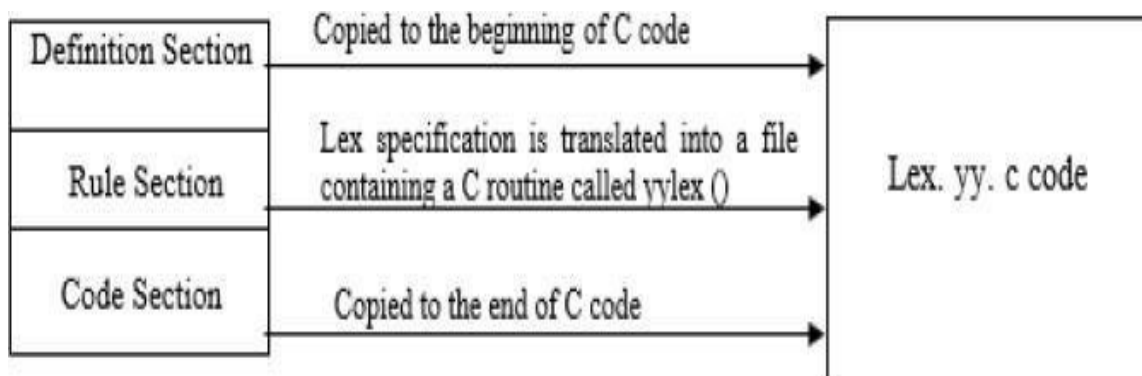 Definition Section
Copied to the beginning of C code
Rule Section
Lex specification is translated into a file
containing a C routine called yylex ()
Code Section
Copied to the end of C code
Lex. yy. c code